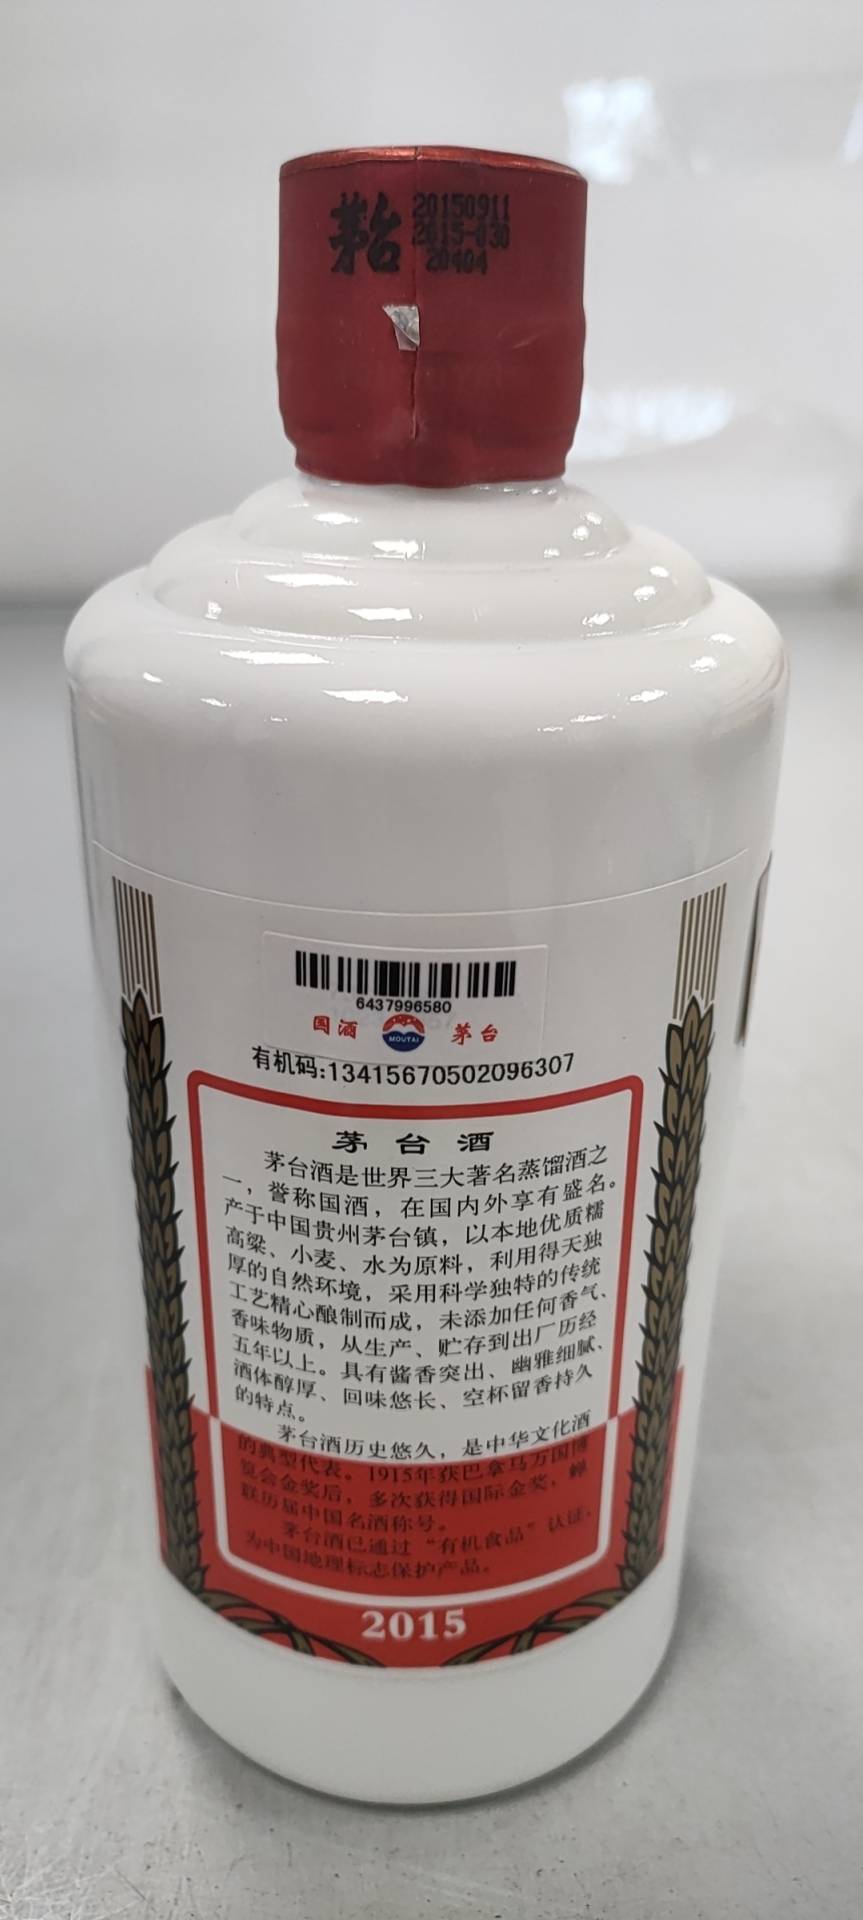 茅台
20150911
2015-030
20404
6437996580
国酒
MOUTAI
茅台
有机码:13415670502096307
茅台酒
茅台酒是世界三大著名蒸馏酒之
一，誉称国酒，在国内外享有盛名。
产于中国贵州茅台镇，以本地优质糯
高粱、小麦、水为原料，利用得天独
厚的自然环境，采用科学独特的传统
工艺精心酿制而成，未添加任何香气、
香味物质，从生产、贮存到出厂历经
五年以上。具有酱香突出、幽雅细腻、
酒体醇厚、回味悠长、空杯留香持久
的特点。
茅台酒历史悠久，是中华文化酒
的典型代表。1915年获巴拿马万国博
览会金奖后，多次获得国际金奖，蝉
联历届中国名酒称号。
茅台酒已通过“有机食品”认证，
为中国地理标志保护产品。
2015